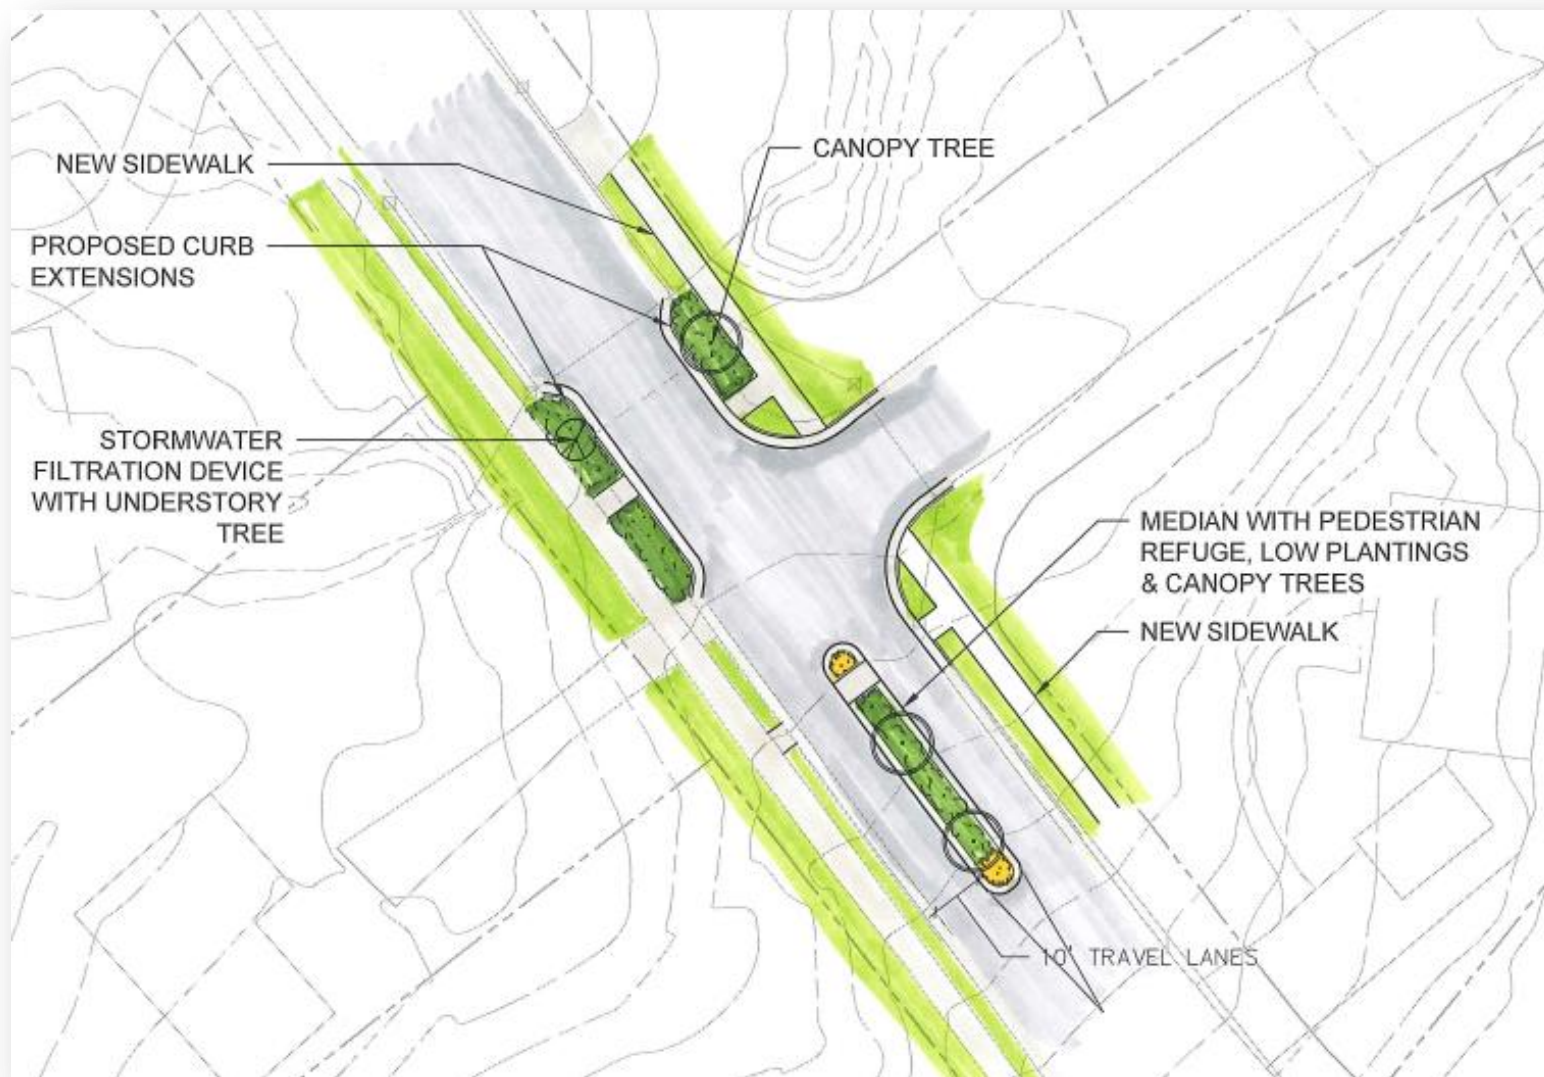 NEW SIDEWALK
CANOPY TREE
PROPOSED CURB
EXTENSIONS
STORMWATER
FILTRATION DEVICE
WITH UNDERSTORY
TREE
MEDIAN WITH PEDESTRIAN
REFUGE, LOW PLANTINGS
& CANOPY TREES
NEW SIDEWALK
10' TRAVEL LANES